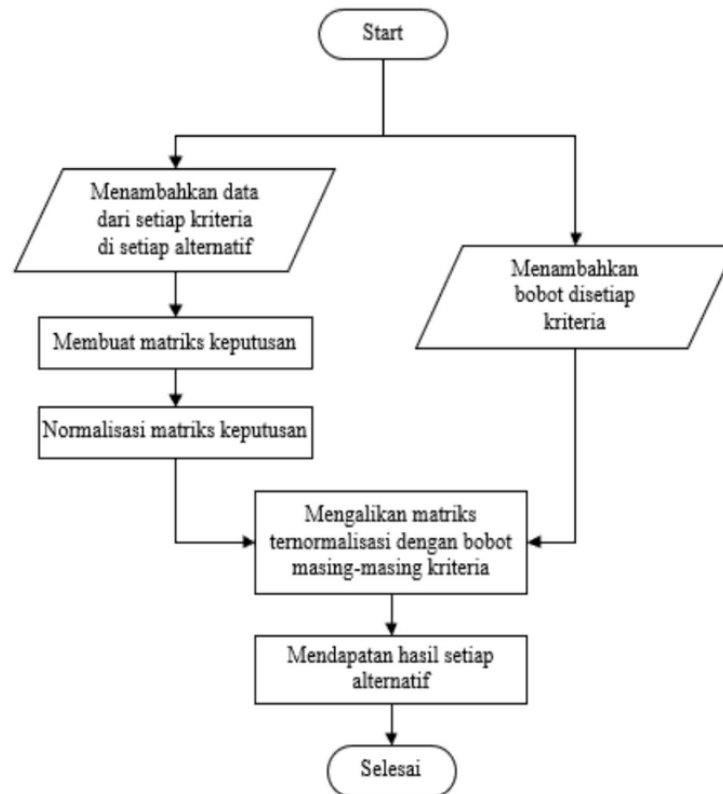 Start
Menambahkan data
dari setiap kriteria
di setiap alternatif
Menambahkan
bobot disetiap
kriteria
Membuat matriks keputusan
Normalisasi matriks keputusan
Mengalikan matriks
ternormalisasi dengan bobot
masing-masing kriteria
Mendapatan hasil setiap
alternatif
Selesai